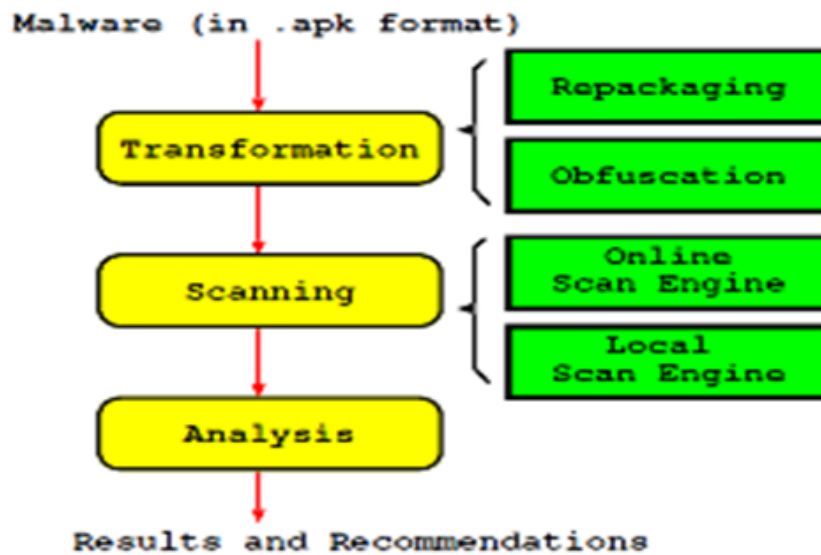 Malware (in .apk format)
Repackaging
Transformation
Obfuscation
Online
Scan Engine
Scanning
Local
Scan Engine
Analysis
Results and Recommendations